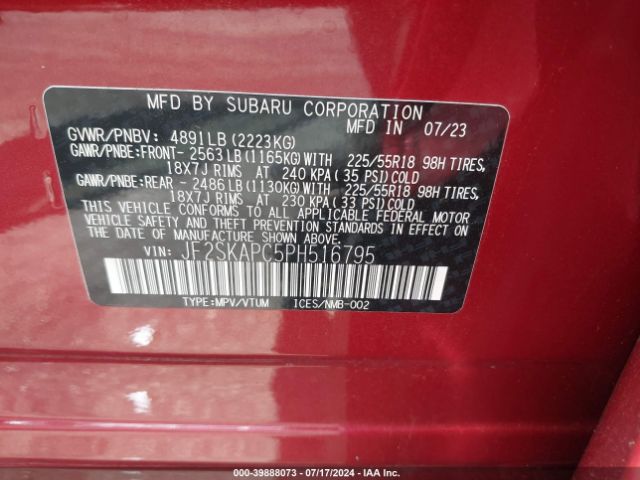 MFD BY SUBARU CORPORATION
MFD IN 07/23
GVWR/PNBV: 4891LB (2223KG)
GAWR/PNBE:FRONT- 2563LB (1165KG) WITH 225/55R18 98H TIRES,
18X7J RIMS AT 240 KPA (35 PSI) COLD
GAWR/PNBE:REAR - 2486LB (1130KG) WITH 225/55R18 98H TIRES,
18X7J RIMS AT 230 KPA (33 PSI) COLD
THIS VEHICLE CONFORMS TO ALL APPLICABLE FEDERAL MOTOR
VEHICLE SAFETY AND THEFT PREVENTION STANDARDS IN EFFECT
ON THE DATE OF MANUFACTURE SHOWN ABOVE.
VIN: JF2SKAPC5PH516795
TYPE:MPV/VTUM ICES/NMB-002
000-39888073 / 07/17/2024 - IAA Inc.